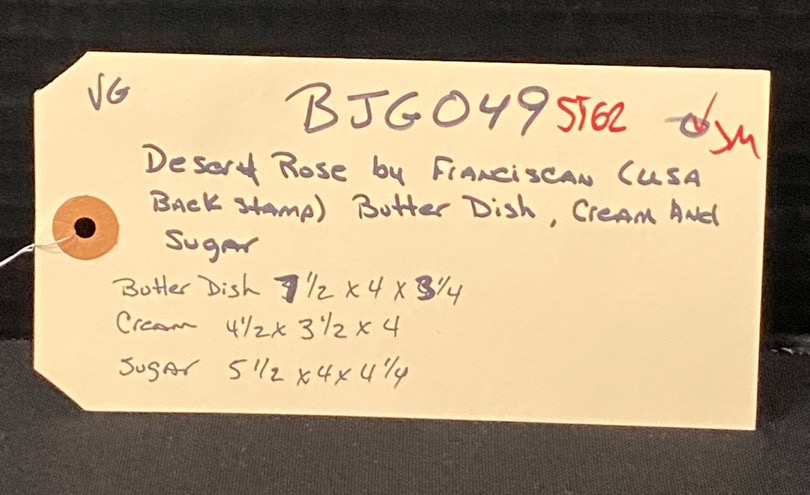 VG
BJG049 ST62
Desert Rose by Franciscan (USA
Back Stamp) Butter Dish, Cream And
Sugar
Butter Dish 7 1/2 x 4 x 3 1/4
Cream 4 1/2 x 3 1/2 x 4
Sugar 5 1/2 x 4 x 4 1/4